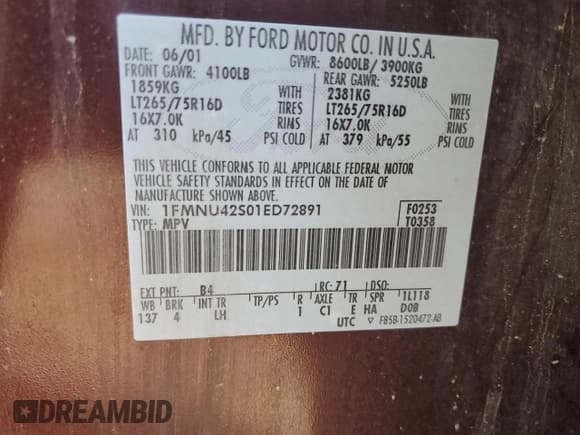 MFD. BY FORD MOTOR CO. IN U.S.A.
DATE: 06/01 GVWR: 8600LB/ 3900KG
FRONT GAWR: 4100LB REAR GAWR: 5250LB
1859KG WITH 2381KG WITH
LT265/75R16D TIRES LT265/75R16D TIRES
16X7.0K RIMS 16X7.0K RIMS
AT 310 kPa/45 PSI COLD AT 379 kPa/55 PSI COLD
THIS VEHICLE CONFORMS TO ALL APPLICABLE FEDERAL MOTOR
VEHICLE SAFETY STANDARDS IN EFFECT ON THE DATE OF
MANUFACTURE SHOWN ABOVE.
VIN: 1FMNU42S01ED72891 F0253
TYPE: MPV T0358
EXT PNT: B4 RC: 71 DSO:
WB BRK INT TR TP/PS R AXLE TR SPR 1L118
137 4 LH 1 C1 E HA DOB
UTC ▽ F85B-1520472-AB
DREAMBID